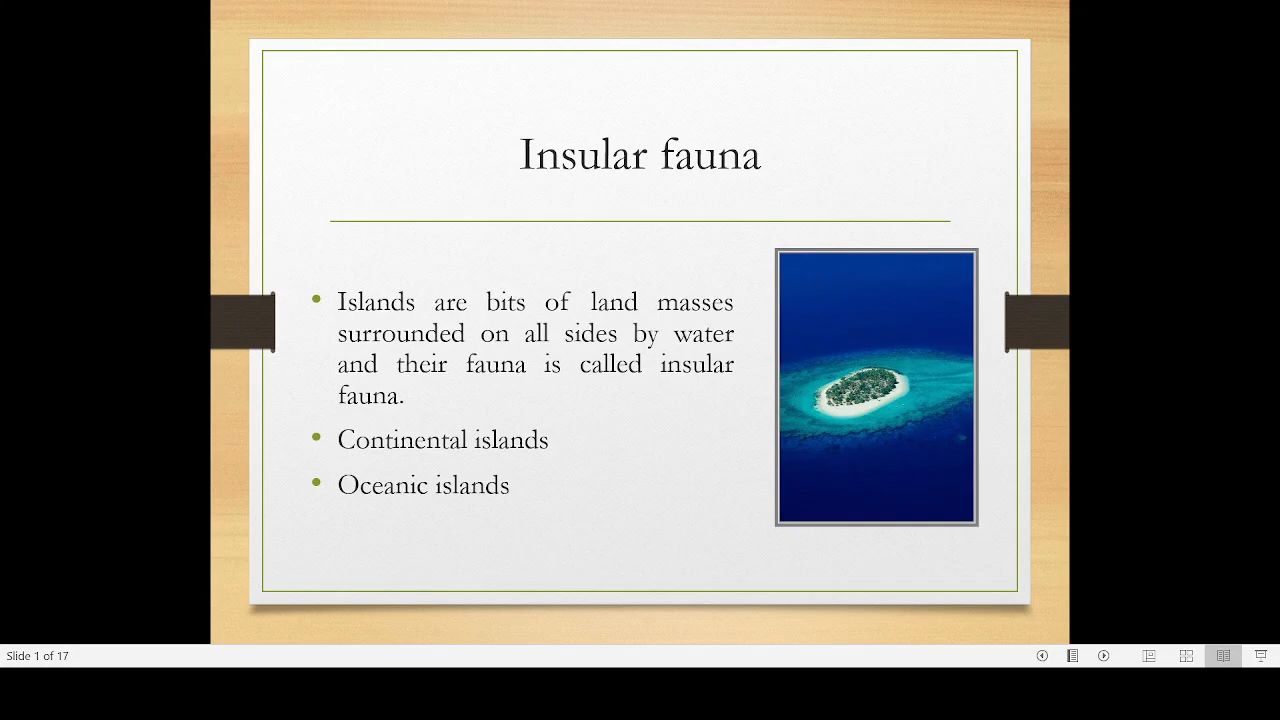 Insular fauna
Islands are bits of land masses
surrounded on all sides by water
and their fauna is called insular
fauna.
Continental islands
Oceanic islands
Slide 1 of 17